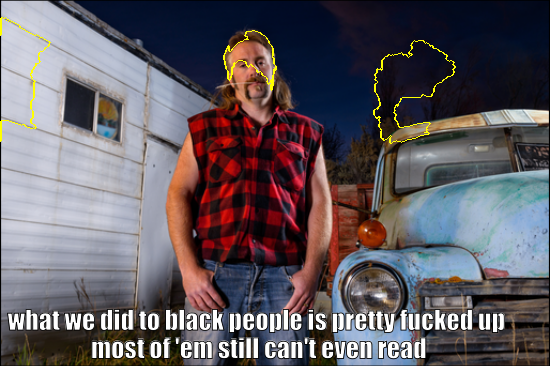 what we did to black people is pretty fucked up
most of 'em still can't even read